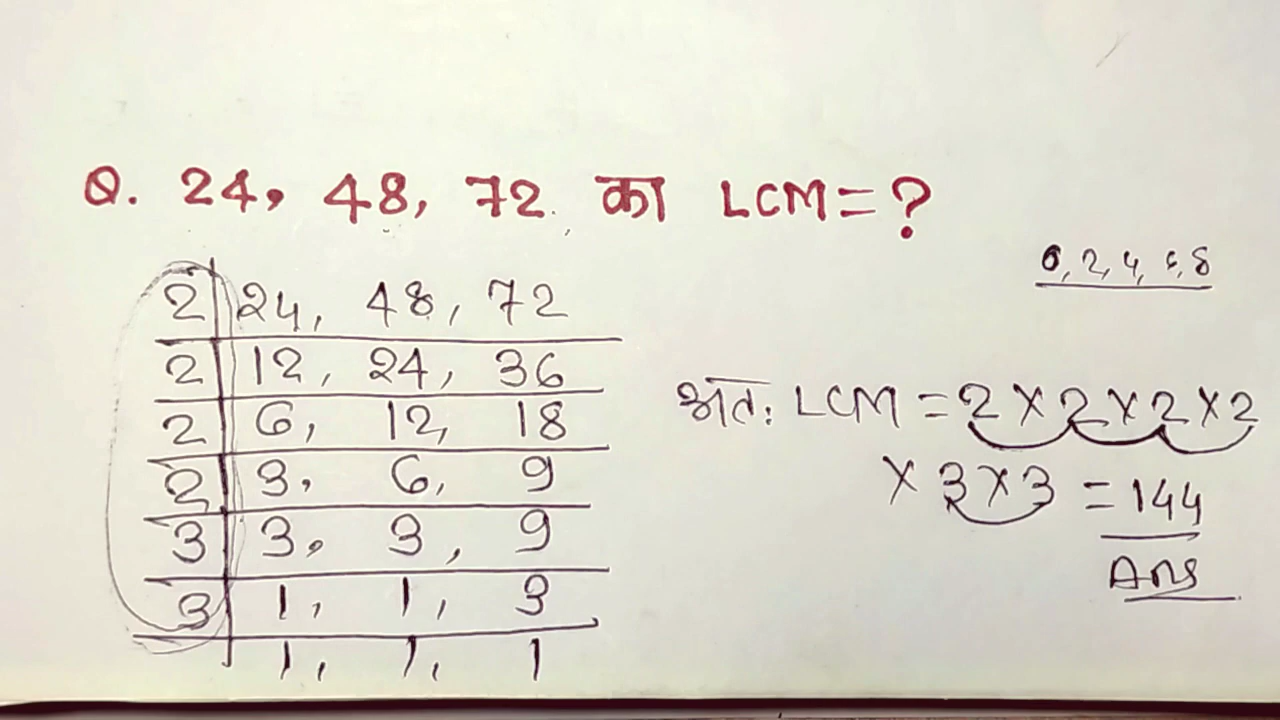 Q. 24, 48, 72 का LCM=?
0, 2, 4, 6, 8
2 24, 48, 72
2 12, 24, 36
2 6, 12, 18
2 3, 6, 9
3 3, 3, 9
3 1, 1, 3
1, 1, 1
अतः LCM = 2 × 2 × 2 × 2
× 3 × 3 = 144
Ans